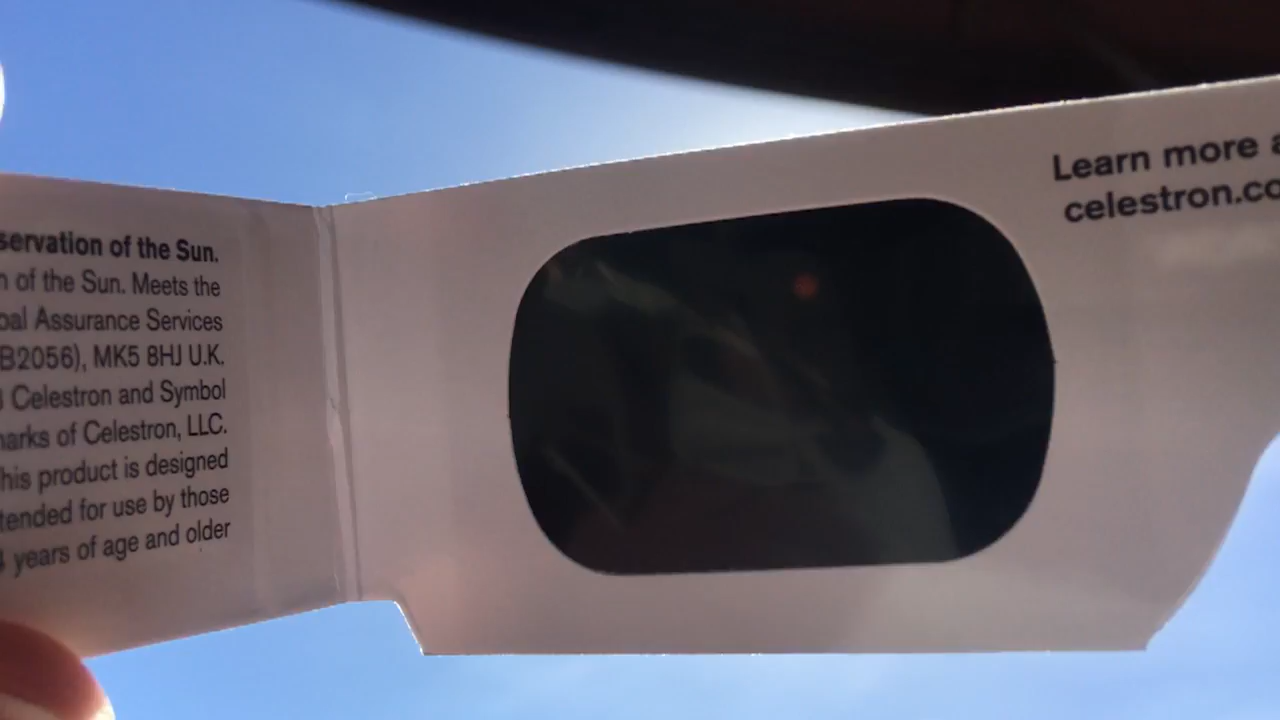 servation of the Sun.
n of the Sun. Meets the
bal Assurance Services
B2056), MK5 8HJ U.K.
Celestron and Symbol
marks of Celestron, LLC.
his product is designed
tended for use by those
years of age and older
Learn more a
celestron.co